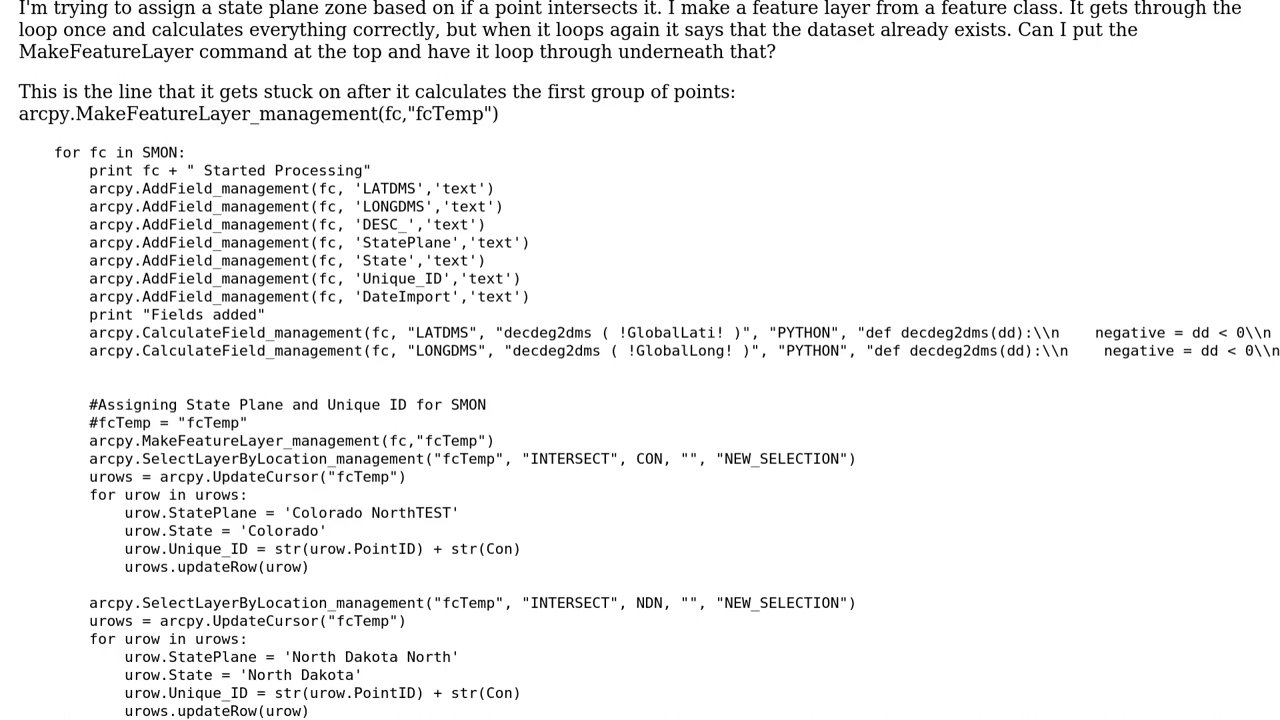 I'm trying to assign a state plane zone based on if a point intersects it. I make a feature layer from a feature class. It gets through the
loop once and calculates everything correctly, but when it loops again it says that the dataset already exists. Can I put the
MakeFeatureLayer command at the top and have it loop through underneath that?
This is the line that it gets stuck on after it calculates the first group of points:
arcpy.MakeFeatureLayer_management(fc,"fcTemp")
for fc in SMON:
    print fc + " Started Processing"
    arcpy.AddField_management(fc, 'LATDMS','text')
    arcpy.AddField_management(fc, 'LONGDMS','text')
    arcpy.AddField_management(fc, 'DESC_','text')
    arcpy.AddField_management(fc, 'StatePlane','text')
    arcpy.AddField_management(fc, 'State','text')
    arcpy.AddField_management(fc, 'Unique_ID','text')
    arcpy.AddField_management(fc, 'DateImport','text')
    print "Fields added"
    arcpy.CalculateField_management(fc, "LATDMS", "decdeg2dms ( !GlobalLati! )", "PYTHON", "def decdeg2dms(dd):\\n    negative = dd < 0\\n
    arcpy.CalculateField_management(fc, "LONGDMS", "decdeg2dms ( !GlobalLong! )", "PYTHON", "def decdeg2dms(dd):\\n    negative = dd < 0\\n
    #Assigning State Plane and Unique ID for SMON
    #fcTemp = "fcTemp"
    arcpy.MakeFeatureLayer_management(fc,"fcTemp")
    arcpy.SelectLayerByLocation_management("fcTemp", "INTERSECT", CON, "", "NEW_SELECTION")
    urows = arcpy.UpdateCursor("fcTemp")
    for urow in urows:
        urow.StatePlane = 'Colorado NorthTEST'
        urow.State = 'Colorado'
        urow.Unique_ID = str(urow.PointID) + str(Con)
        urows.updateRow(urow)
    arcpy.SelectLayerByLocation_management("fcTemp", "INTERSECT", NDN, "", "NEW_SELECTION")
    urows = arcpy.UpdateCursor("fcTemp")
    for urow in urows:
        urow.StatePlane = 'North Dakota North'
        urow.State = 'North Dakota'
        urow.Unique_ID = str(urow.PointID) + str(Con)
        urows.updateRow(urow)